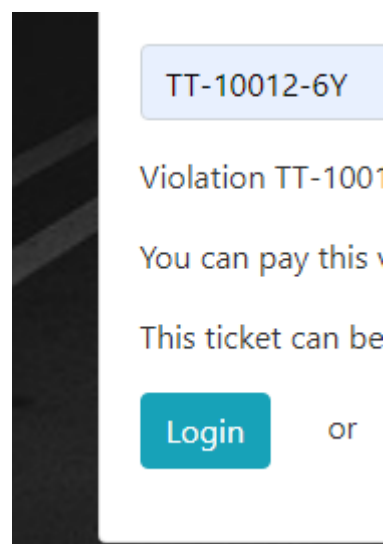 TT-10012-6Y
Violation TT-1001
You can pay this
This ticket can be
Login or